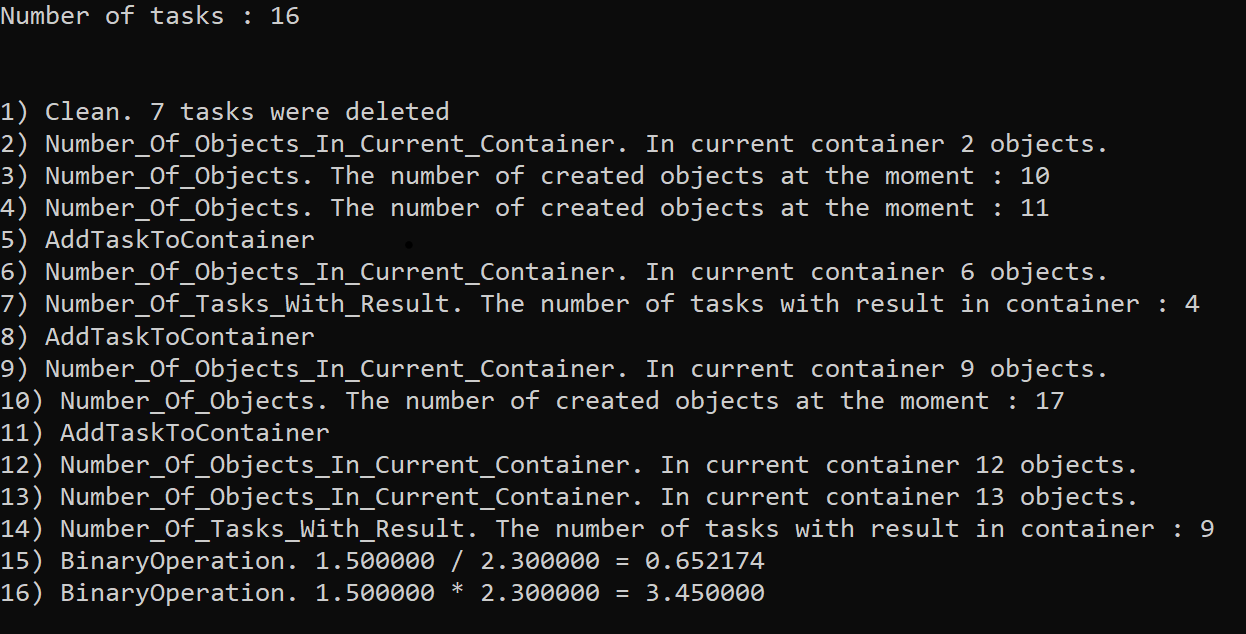 Number of tasks : 16
1) Clean. 7 tasks were deleted
2) Number_Of_Objects_In_Current_Container. In current container 2 objects.
3) Number_Of_Objects. The number of created objects at the moment : 10
4) Number_Of_Objects. The number of created objects at the moment : 11
5) AddTaskToContainer
6) Number_Of_Objects_In_Current_Container. In current container 6 objects.
7) Number_Of_Tasks_With_Result. The number of tasks with result in container : 4
8) AddTaskToContainer
9) Number_Of_Objects_In_Current_Container. In current container 9 objects.
10) Number_Of_Objects. The number of created objects at the moment : 17
11) AddTaskToContainer
12) Number_Of_Objects_In_Current_Container. In current container 12 objects.
13) Number_Of_Objects_In_Current_Container. In current container 13 objects.
14) Number_Of_Tasks_With_Result. The number of tasks with result in container : 9
15) BinaryOperation. 1.500000 / 2.300000 = 0.652174
16) BinaryOperation. 1.500000 * 2.300000 = 3.450000